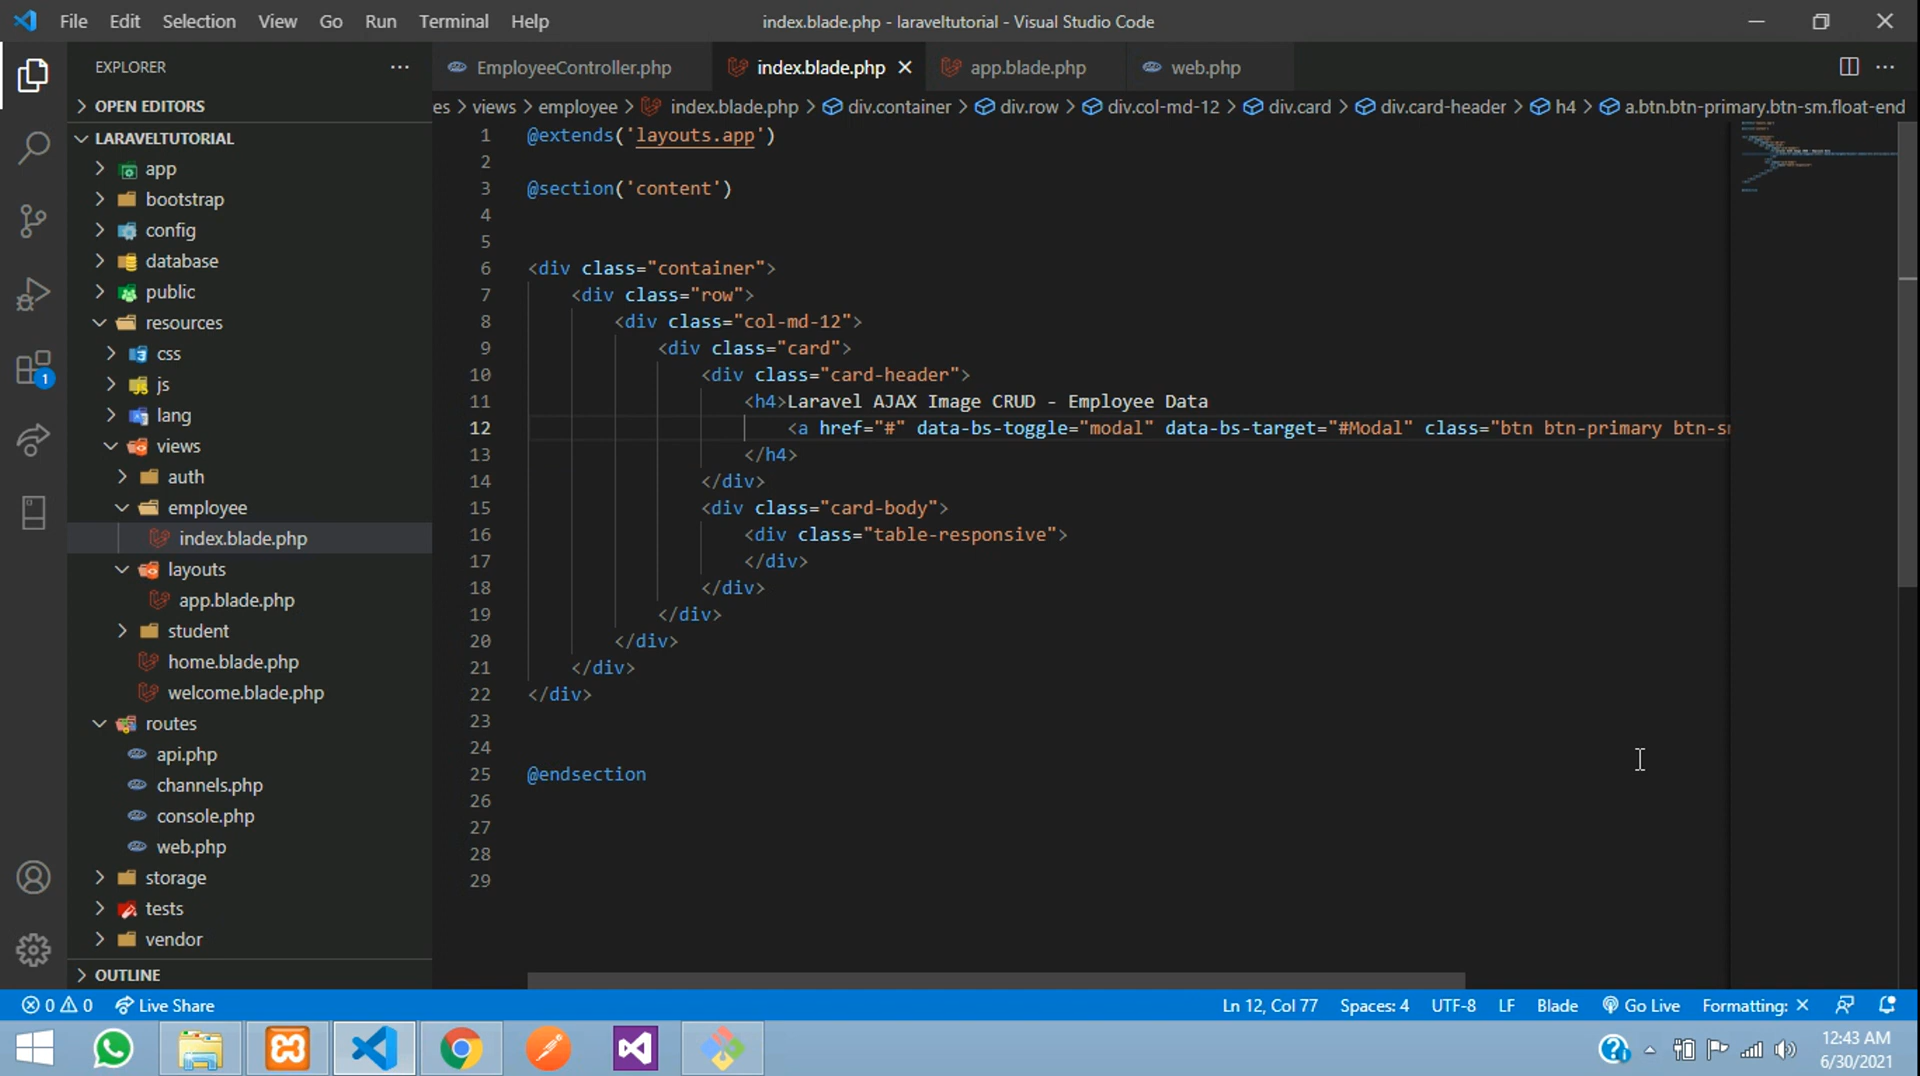 File Edit Selection View Go Run Terminal Help
index.blade.php - laraveltutorial - Visual Studio Code
EXPLORER
EmployeeController.php
index.blade.php
app.blade.php
web.php
OPEN EDITORS
es > views > employee > index.blade.php > div.container > div.row > div.col-md-12 > div.card > div.card-header > h4 > a.btn.btn-primary.btn-sm.float-end
LARAVELTUTORIAL
app
bootstrap
config
database
public
resources
css
js
lang
views
auth
employee
index.blade.php
layouts
app.blade.php
student
home.blade.php
welcome.blade.php
routes
api.php
channels.php
console.php
web.php
storage
tests
vendor
OUTLINE
1
1 @extends('layouts.app')
2
3 @section('content')
4
5
6 <div class="container">
7 <div class="row">
8 <div class="col-md-12">
9 <div class="card">
10 <div class="card-header">
11 <h4>Laravel AJAX Image CRUD - Employee Data
12 <a href="#" data-bs-toggle="modal" data-bs-target="#Modal" class="btn btn-primary btn-sm
13 </h4>
14 </div>
15 <div class="card-body">
16 <div class="table-responsive">
17 </div>
18 </div>
19 </div>
20 </div>
21 </div>
22 </div>
23
24
25 @endsection
26
27
28
29
0 0 Live Share
Ln 12, Col 77 Spaces: 4 UTF-8 LF Blade Go Live Formatting: ×
12:43 AM
6/30/2021